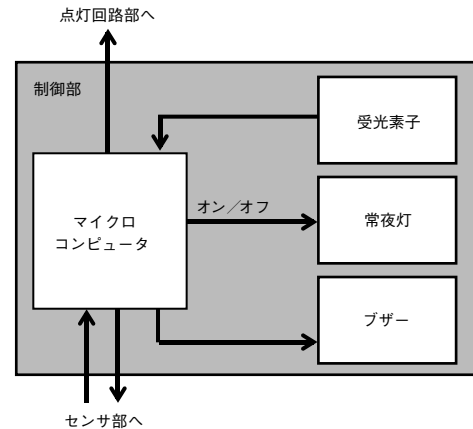 点灯回路部へ
制御部
受光素子
マイクロ
コンピュータ
オン／オフ
常夜灯
ブザー
センサ部へ